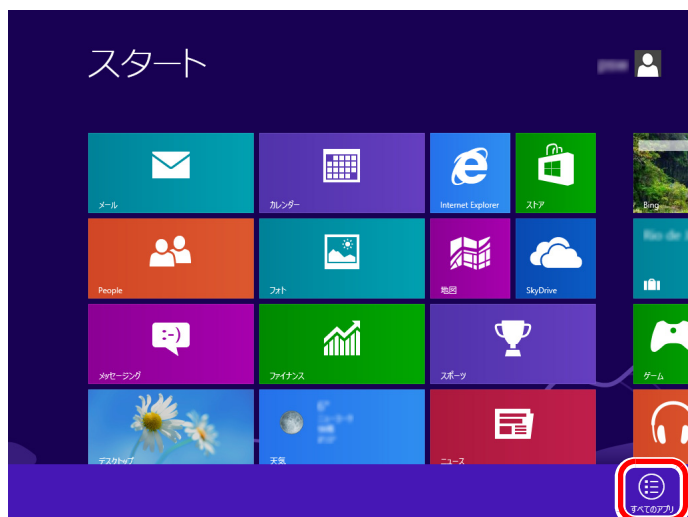 スタート
メール
カレンダー
Internet Explorer
ストア
Bing
People
フォト
地図
SkyDrive
メッセージング
ファイナンス
スポーツ
ゲーム
デスクトップ
天気
ニュース
すべてのアプリ